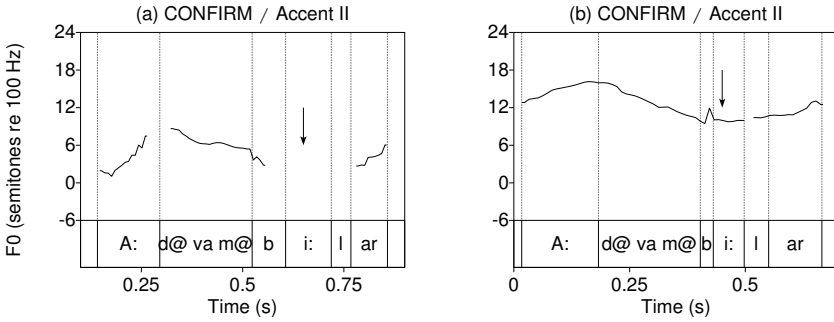 (a) CONFIRM / Accent II
F0 (semitones re 100 Hz)
24
18
12
6
0
-6
A: d@ va m@ b i: l ar
0.25 0.5 0.75
Time (s)
(b) CONFIRM / Accent II
24
18
12
6
0
-6
A: d@ va m@ b i: l ar
0 0.25 0.5
Time (s)